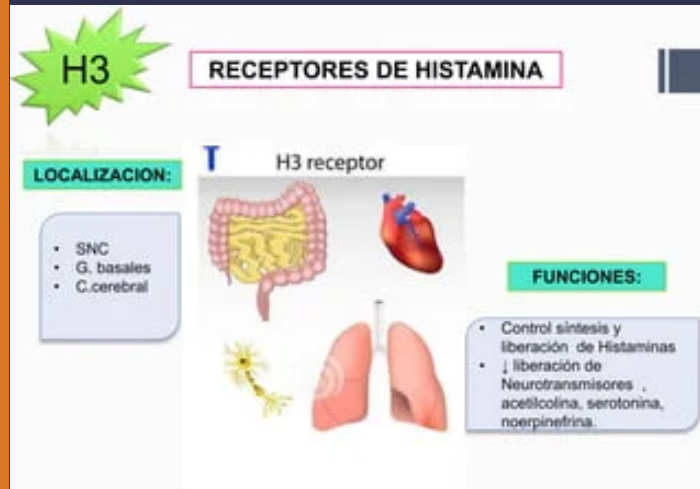 H3
RECEPTORES DE HISTAMINA
LOCALIZACION:
• SNC
• G. basales
• C.cerebral
T
H3 receptor
FUNCIONES:
• Control síntesis y
liberación de Histaminas
• ↓ liberación de
Neurotransmisores ,
acetilcolina, serotonina,
noerpinefrina.